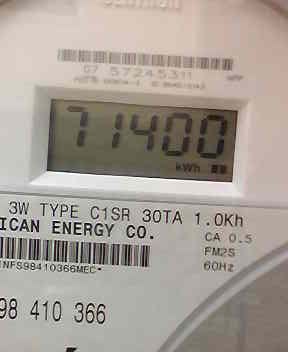 G7 57245311
71400
kWh
3W TYPE C1SR 30TA 1.0Kh
ICAN ENERGY CO.
CA 0.5
FM2S
60Hz
NFS98410366MEC
98 410 366